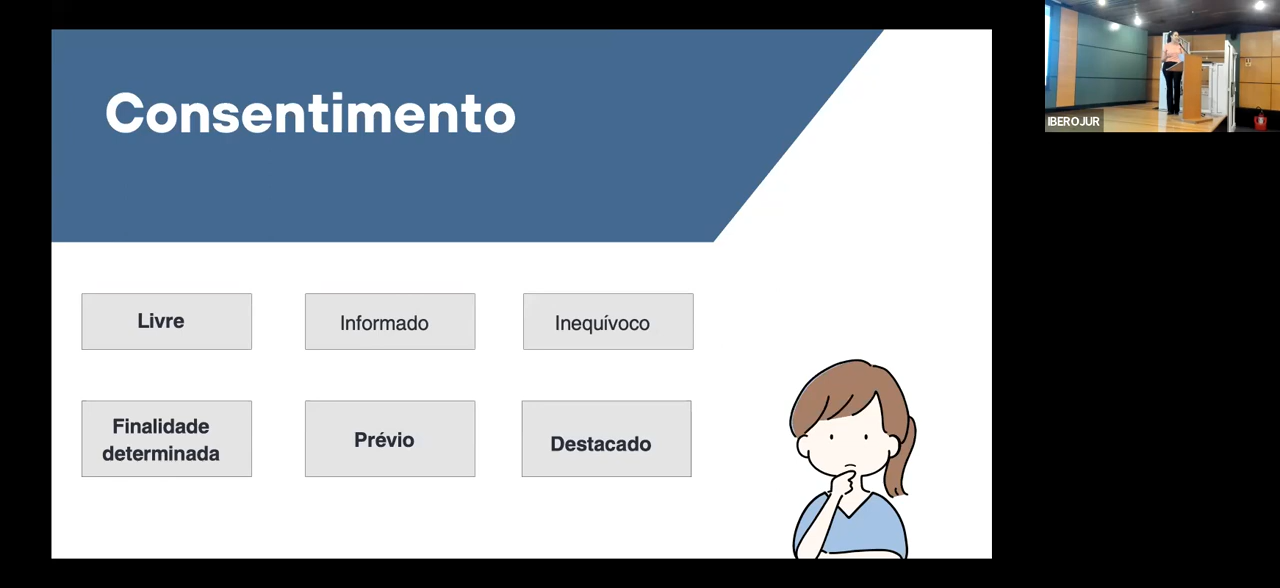 Consentimento
IBEROJUR
Livre
Informado
Inequívoco
Finalidade
determinada
Prévio
Destacado